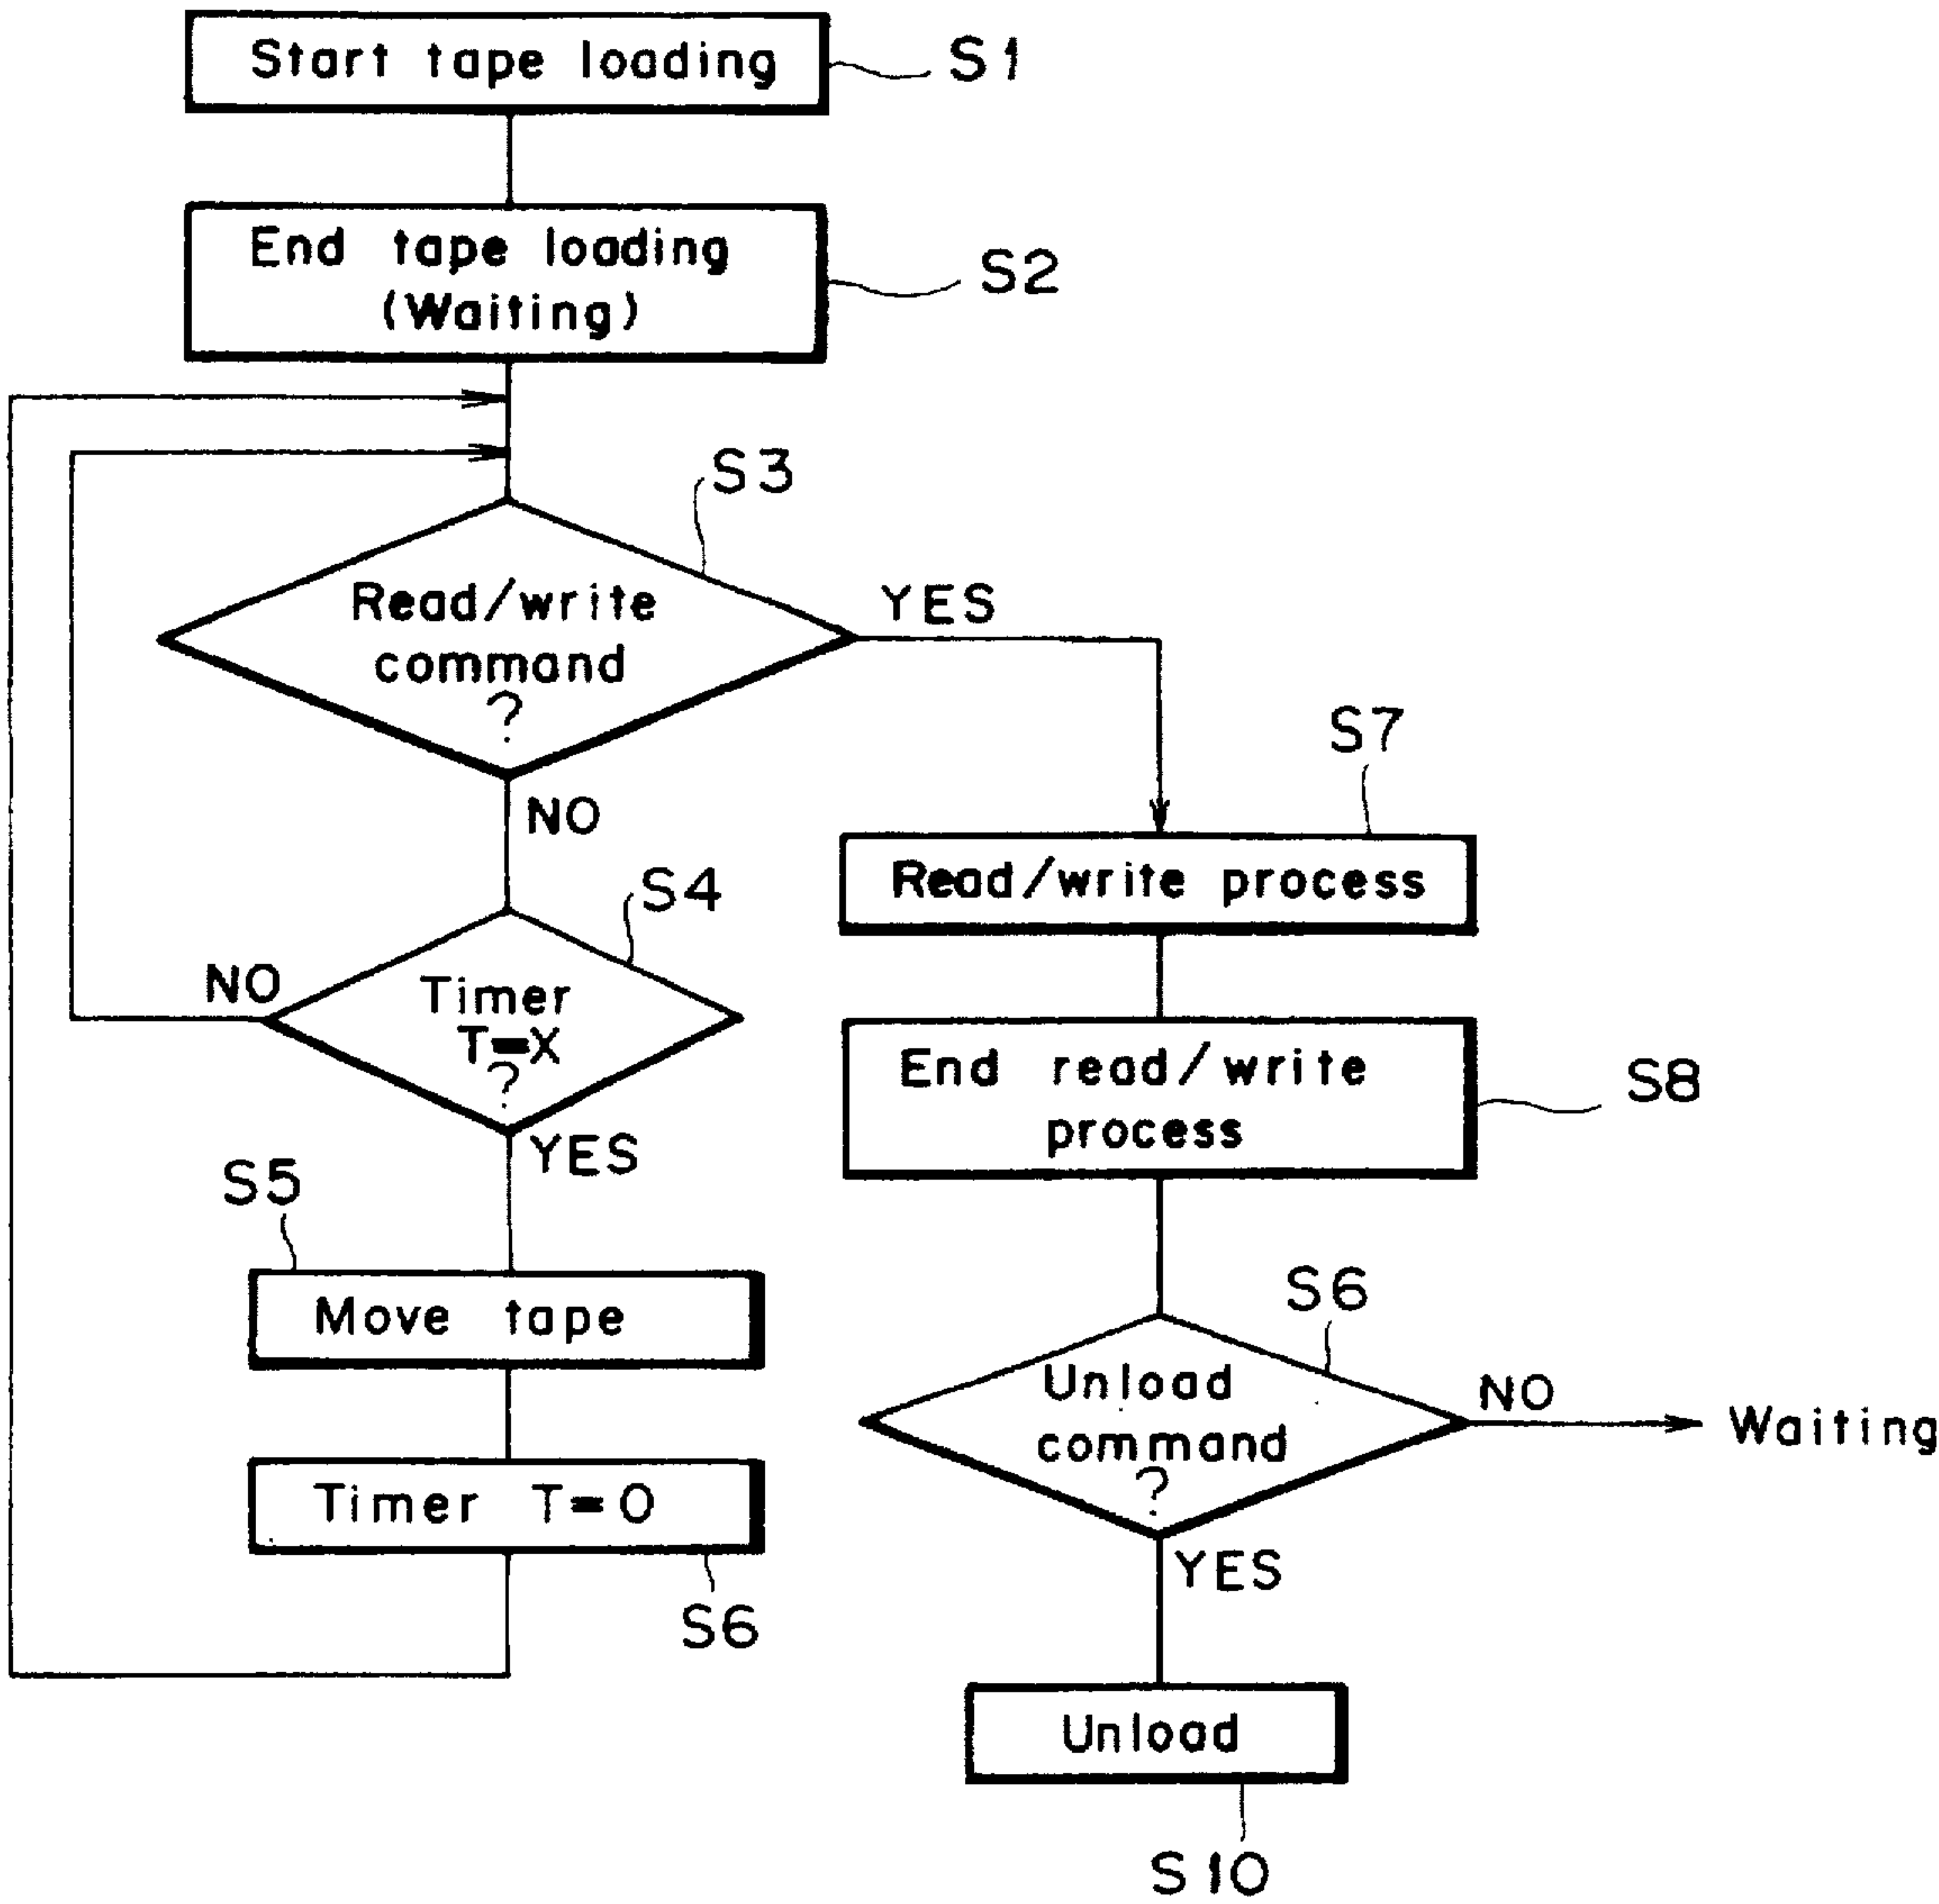 Start tape loading
S1
End tape loading
(Waiting)
S2
S3
Read/write
command
?
YES
NO
S7
Read/write process
S4
NO
Timer
T=X
?
YES
End read/write
process
S8
S5
Move tape
S6
Unload
command
?
NO
Waiting
Timer T=0
S6
YES
Unload
S10